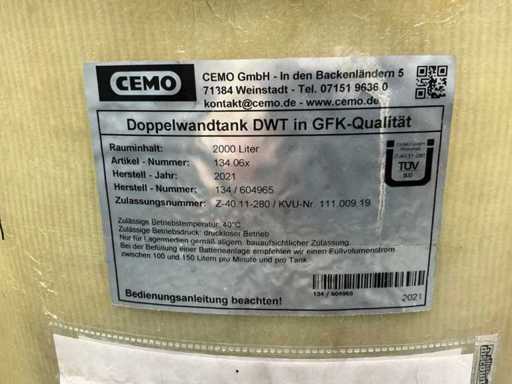 CEMO
CEMO GmbH - In den Backenländern 5
71384 Weinstadt - Tel. 07151 9636 0
kontakt@cemo.de - www.cemo.de
Doppelwandtank DWT in GFK-Qualität
Rauminhalt: 2000 Liter
Artikel - Nummer: 134.06x
Herstell - Jahr: 2021
Herstell - Nummer: 134 / 604965
Zulassungsnummer: Z-40.11-280 / KVU-Nr. 111.009.19
Z-40.11-280
TÜV
Zulässige Betriebstemperatur: 40°C
Zulässige Betriebsdruck: druckloser Betrieb
Nur für Lagermedien gemäß allgem. bauaufsichtlicher Zulassung.
Bei der Befüllung einer Batterieanlage empfehlen wir einen Füllvolumenstrom
zwischen 100 und 150 Litern pro Minute und pro Tank.
134 / 604965
Bedienungsanleitung beachten!
2021